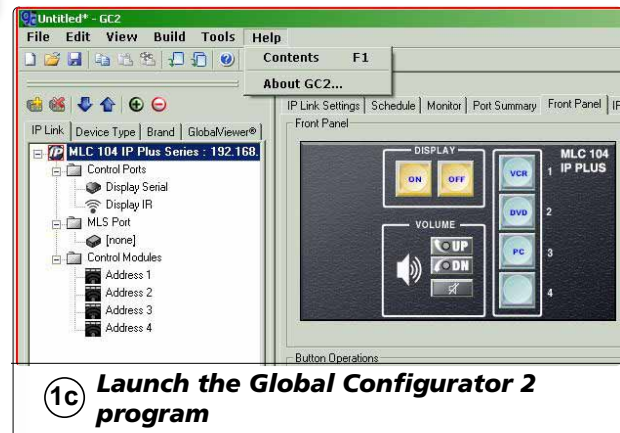 Untitled* - GC2
File Edit View Build Tools Help
Contents F1
About GC2...
IP Link Device Type Brand GlobalViewer®
MLC 104 IP Plus Series : 192.168.
Control Ports
Display Serial
Display IR
MLS Port
[none]
Control Modules
Address 1
Address 2
Address 3
Address 4
IP Link Settings Schedule Monitor Port Summary Front Panel
Front Panel
DISPLAY
ON OFF
VOLUME
UP
DN
MLC 104
IP PLUS
VCR 1
DVD 2
PC 3
4
Button Operations
1c Launch the Global Configurator 2
program